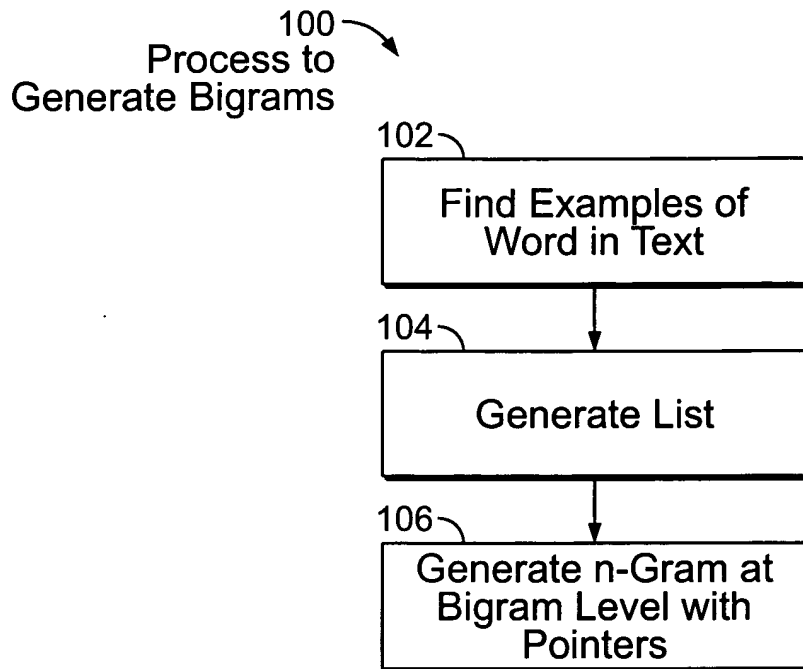 100
Process to
Generate Bigrams
102
Find Examples of
Word in Text
104
Generate List
106
Generate n-Gram at
Bigram Level with
Pointers